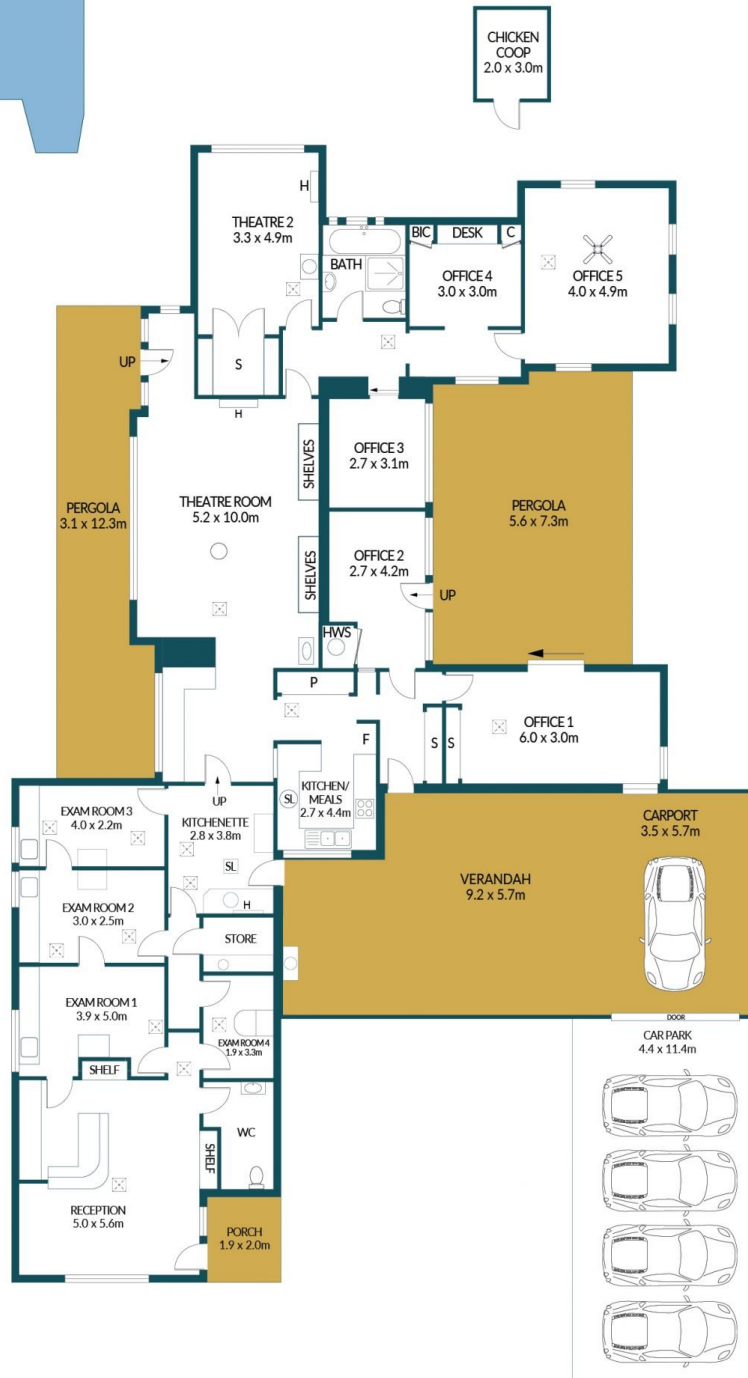 CHICKEN
COOP
2.0 x 3.0m
H
THEATRE 2
3.3 x 4.9m
BIC
DESK
C
BATH
OFFICE 4
3.0 x 3.0m
OFFICE 5
4.0 x 4.9m
UP
S
H
SHELVES
OFFICE 3
2.7 x 3.1m
PERGOLA
3.1 x 12.3m
THEATRE ROOM
5.2 x 10.0m
PERGOLA
5.6 x 7.3m
SHELVES
OFFICE 2
2.7 x 4.2m
UP
HWS
P
F
S
S
OFFICE 1
6.0 x 3.0m
UP
EXAM ROOM 3
4.0 x 2.2m
KITCHENETTE
2.8 x 3.8m
SL
KITCHEN/
MEALS
2.7 x 4.4m
CARPORT
3.5 x 5.7m
SL
VERANDAH
9.2 x 5.7m
EXAM ROOM 2
3.0 x 2.5m
H
STORE
EXAM ROOM 1
3.9 x 5.0m
EXAM ROOM 4
1.9 x 3.3m
DOOR
CAR PARK
4.4 x 11.4m
SHELF
WC
SHELF
RECEPTION
5.0 x 5.6m
PORCH
1.9 x 2.0m